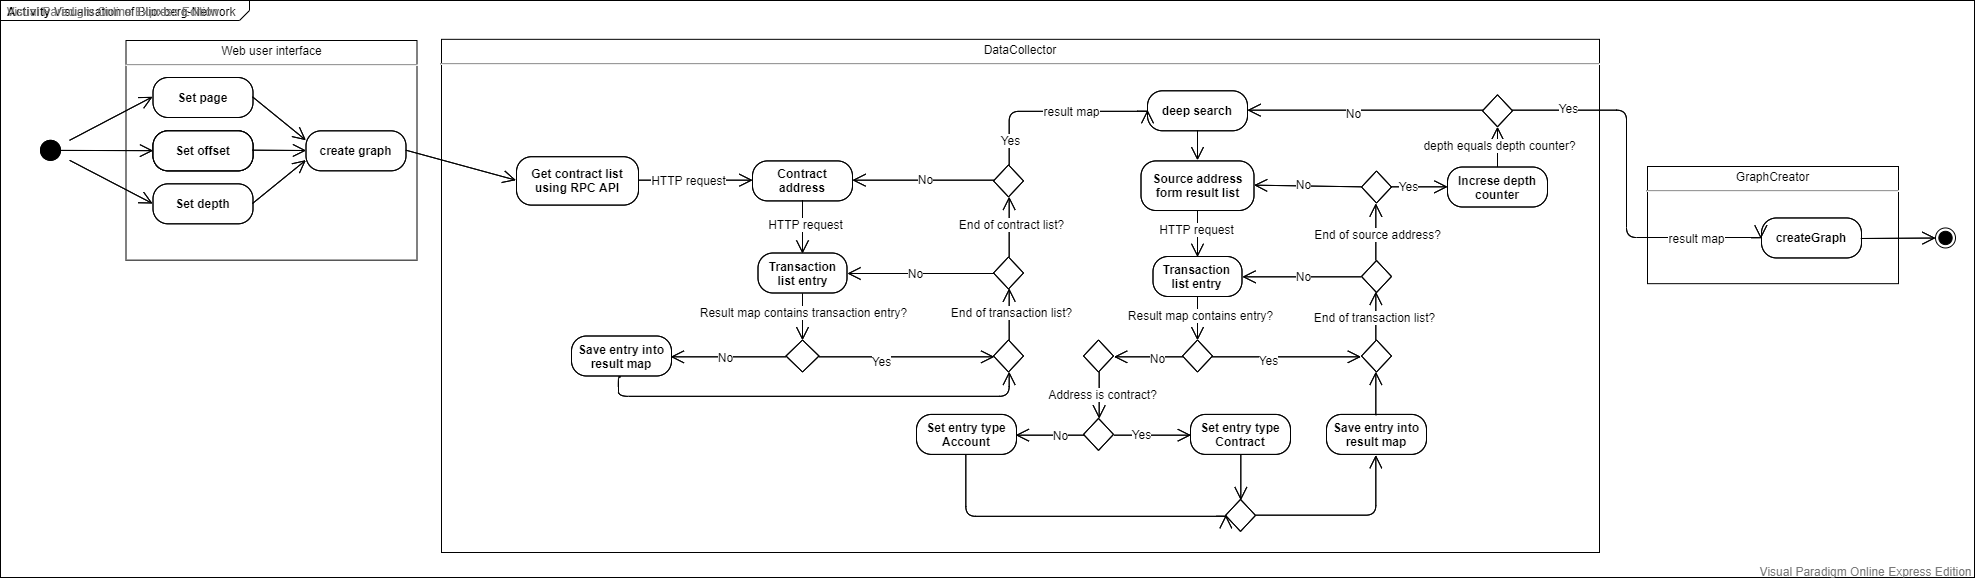 Activity Visualisation of Bloxberg-Network
Web user interface
Set page
Set offset
Set depth
create graph
DataCollector
Get contract list
using RPC API
HTTP request
Contract
address
No
HTTP request
Transaction
list entry
No
Result map contains transaction entry?
Save entry into
result map
No
Yes
End of transaction list?
End of contract list?
Yes
result map
deep search
No
Yes
depth equals depth counter?
Source address
form result list
No
Yes
Increse depth
counter
HTTP request
End of source address?
Transaction
list entry
No
Result map contains entry?
End of transaction list?
No
Yes
Address is contract?
Set entry type
Account
No
Yes
Set entry type
Contract
Save entry into
result map
GraphCreator
result map
createGraph
Visual Paradigm Online Express Edition